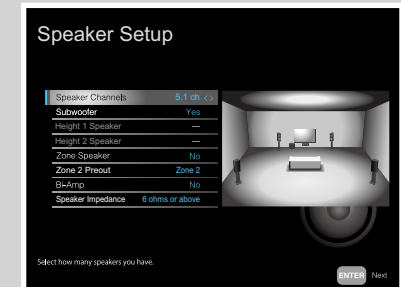 Speaker Setup
Speaker Channels 5.1 ch < >
Subwoofer Yes
Height 1 Speaker —
Height 2 Speaker —
Zone Speaker No
Zone 2 Preout Zone 2
Bi-Amp No
Speaker Impedance 6 ohms or above
Select how many speakers you have.
ENTER Next